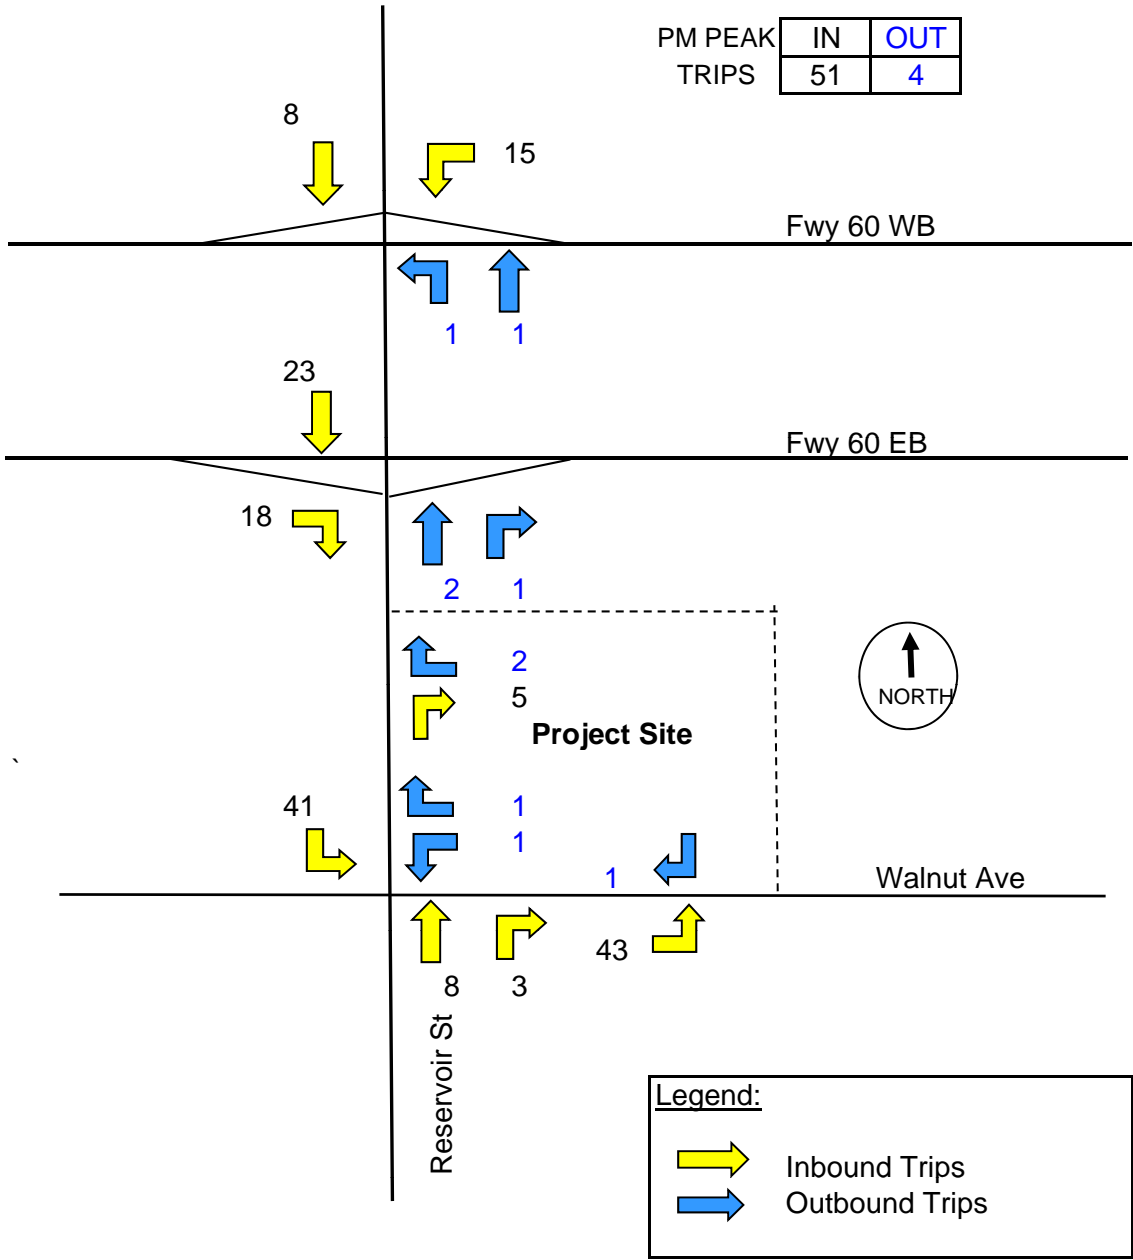 PM PEAK IN OUT
TRIPS 51 4
8
15
Fwy 60 WB
1 1
23
Fwy 60 EB
18
2 1
2
5
NORTH
Project Site
`
41
1
1
1
Walnut Ave
43
8 3
Reservoir St
Legend:
Inbound Trips
Outbound Trips